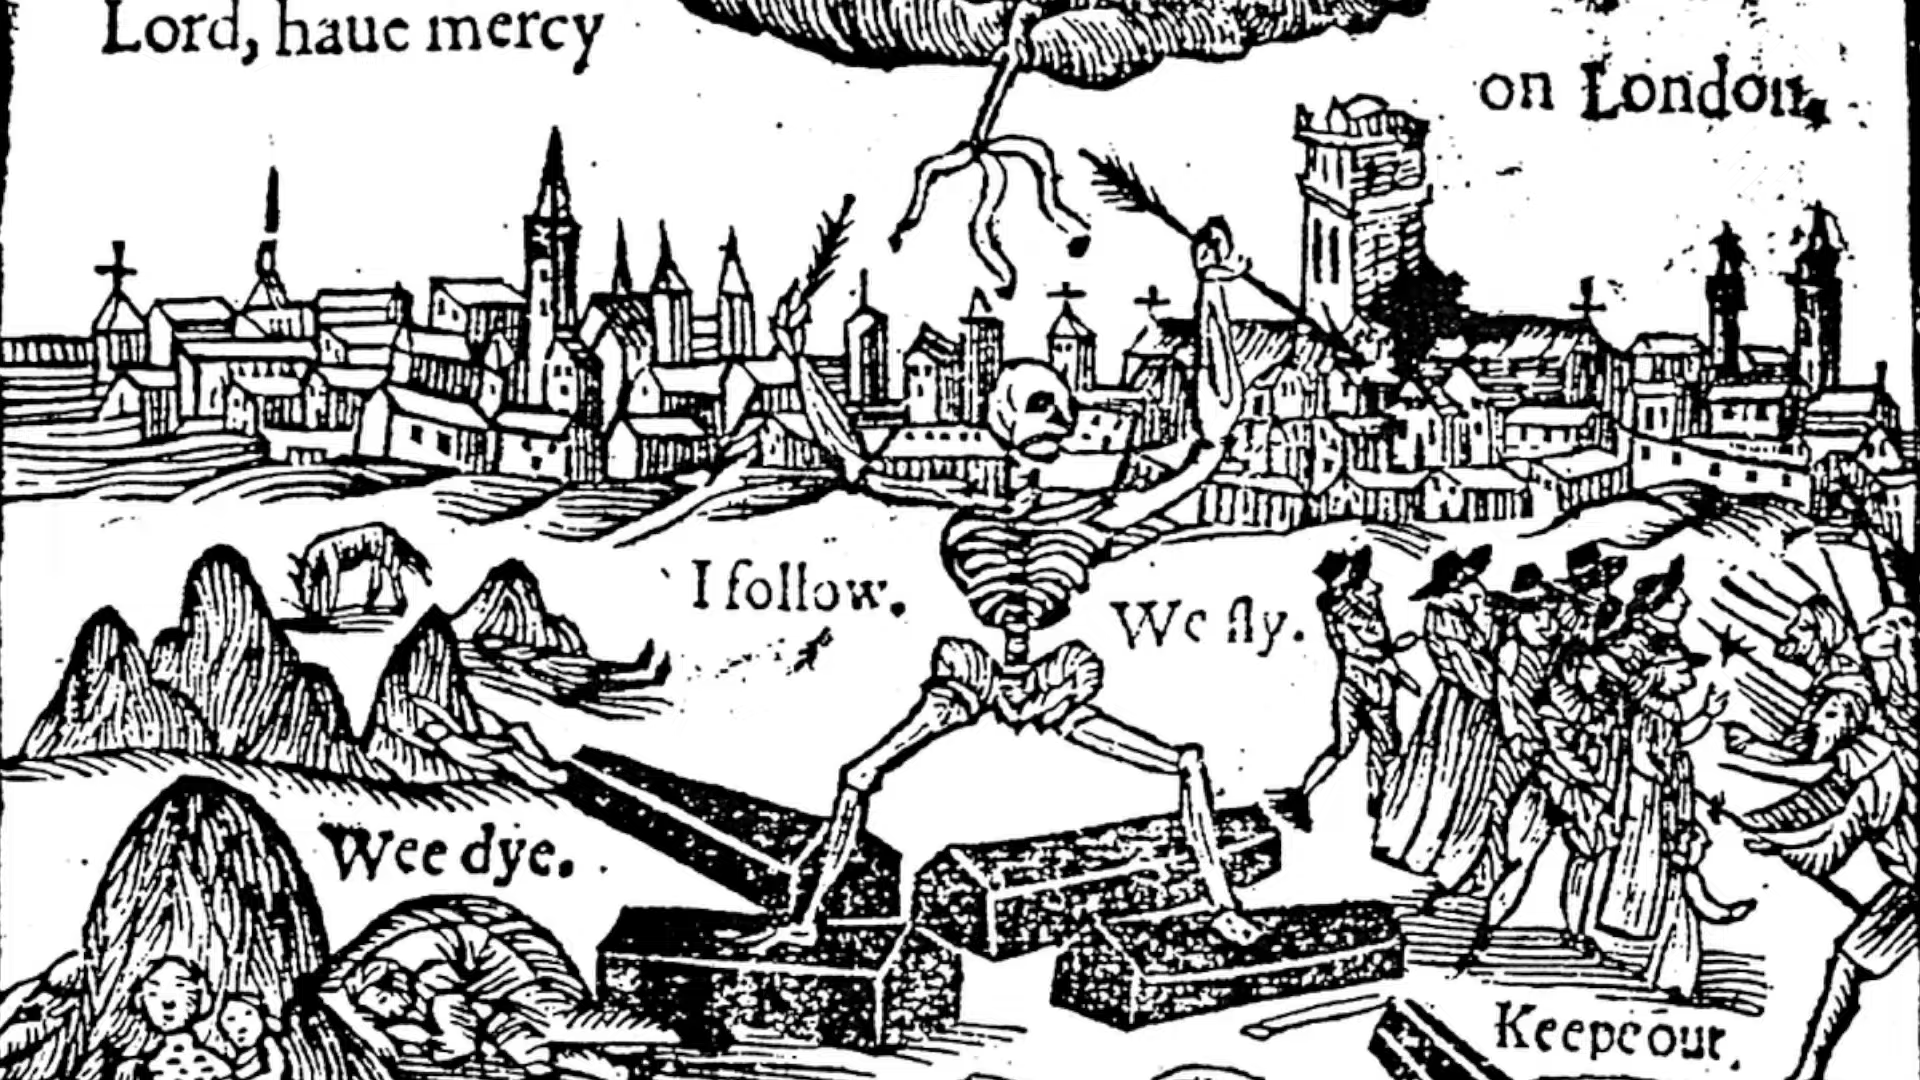 Lord, haue mercy
on London.
I follow.
We fly.
Wee dye.
Keepe out.